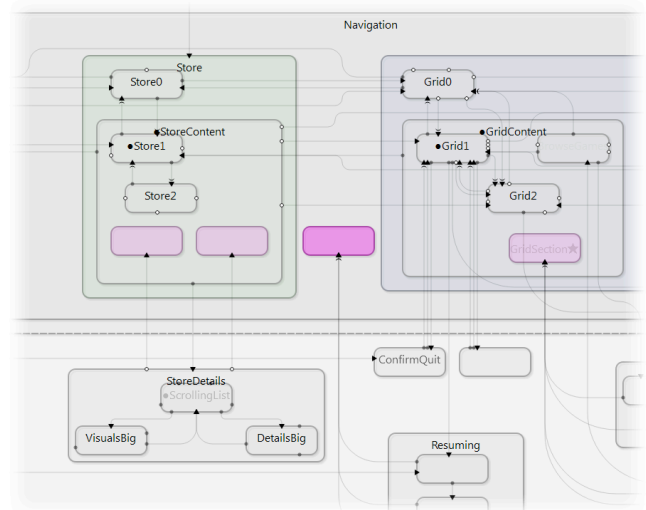 Navigation
Store
Store0
Grid0
StoreContent
GridContent
Store1
Grid1
Store2
Grid2
GridSection★
ConfirmQuit
StoreDetails
ScrollingList
VisualsBig
DetailsBig
Resuming